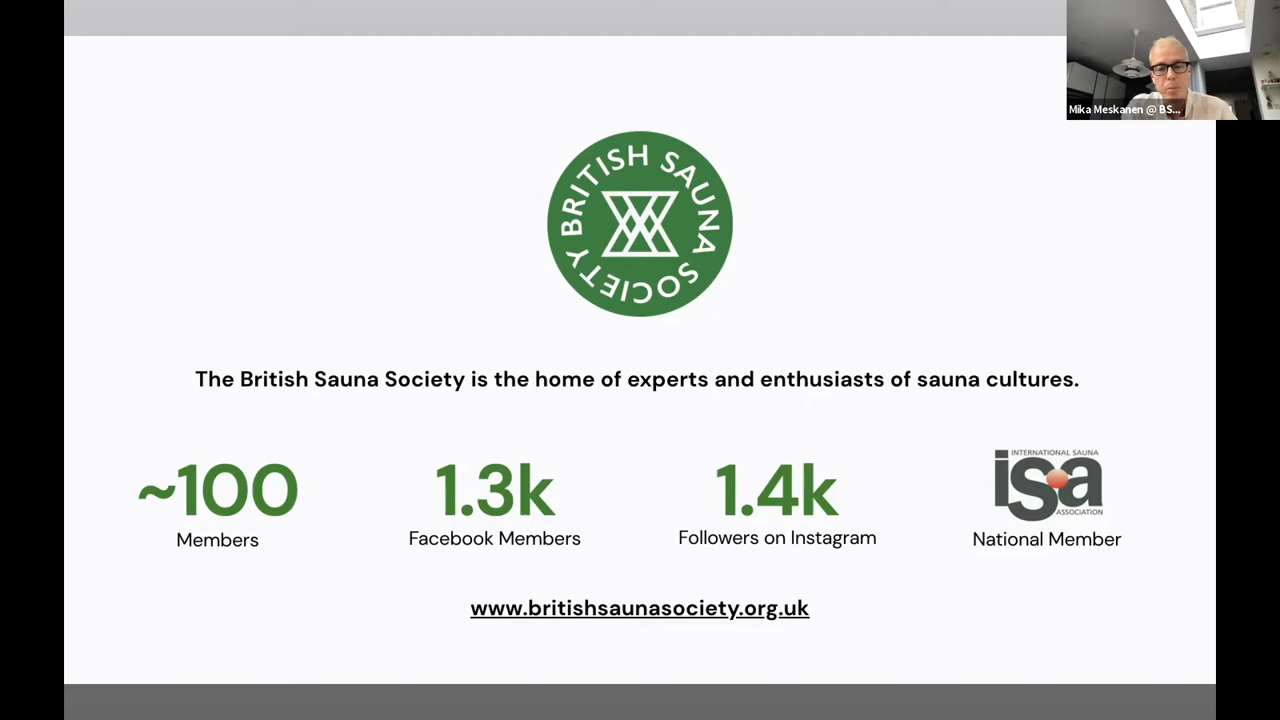 Mika Meskanen @ BS...
BRITISH SAUNA SOCIETY
The British Sauna Society is the home of experts and enthusiasts of sauna cultures.
~100
Members
1.3k
Facebook Members
1.4k
Followers on Instagram
INTERNATIONAL SAUNA
isa
ASSOCIATION
National Member
www.britishsaunasociety.org.uk